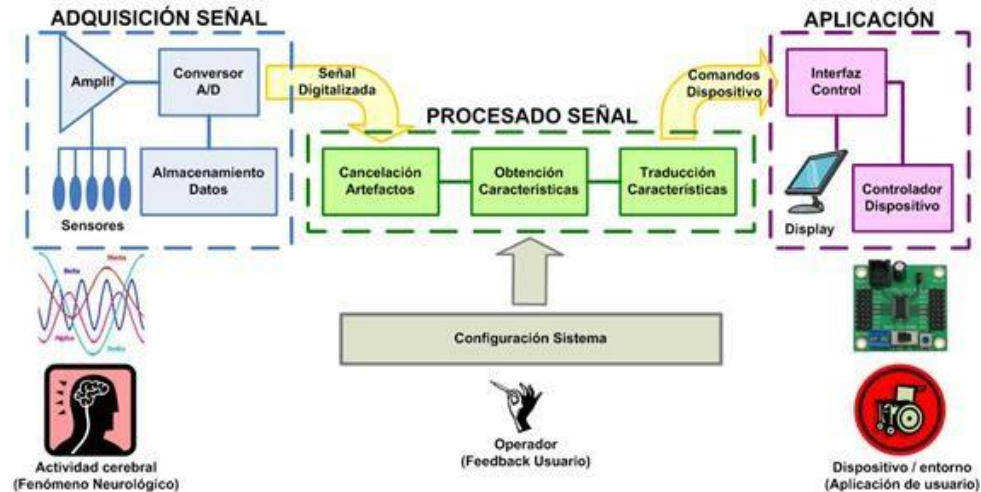 ADQUISICIÓN SEÑAL
Amplif
Conversor
A/D
Almacenamiento
Datos
Sensores
Señal
Digitalizada
PROCESADO SEÑAL
Cancelación
Artefactos
Obtención
Características
Traducción
Características
Comandos
Dispositivo
APLICACIÓN
Interfaz
Control
Display
Controlador
Dispositivo
Beta
Alpha
Configuración Sistema
Actividad cerebral
(Fenómeno Neurológico)
Operador
(Feedback Usuario)
Dispositivo / entorno
(Aplicación de usuario)